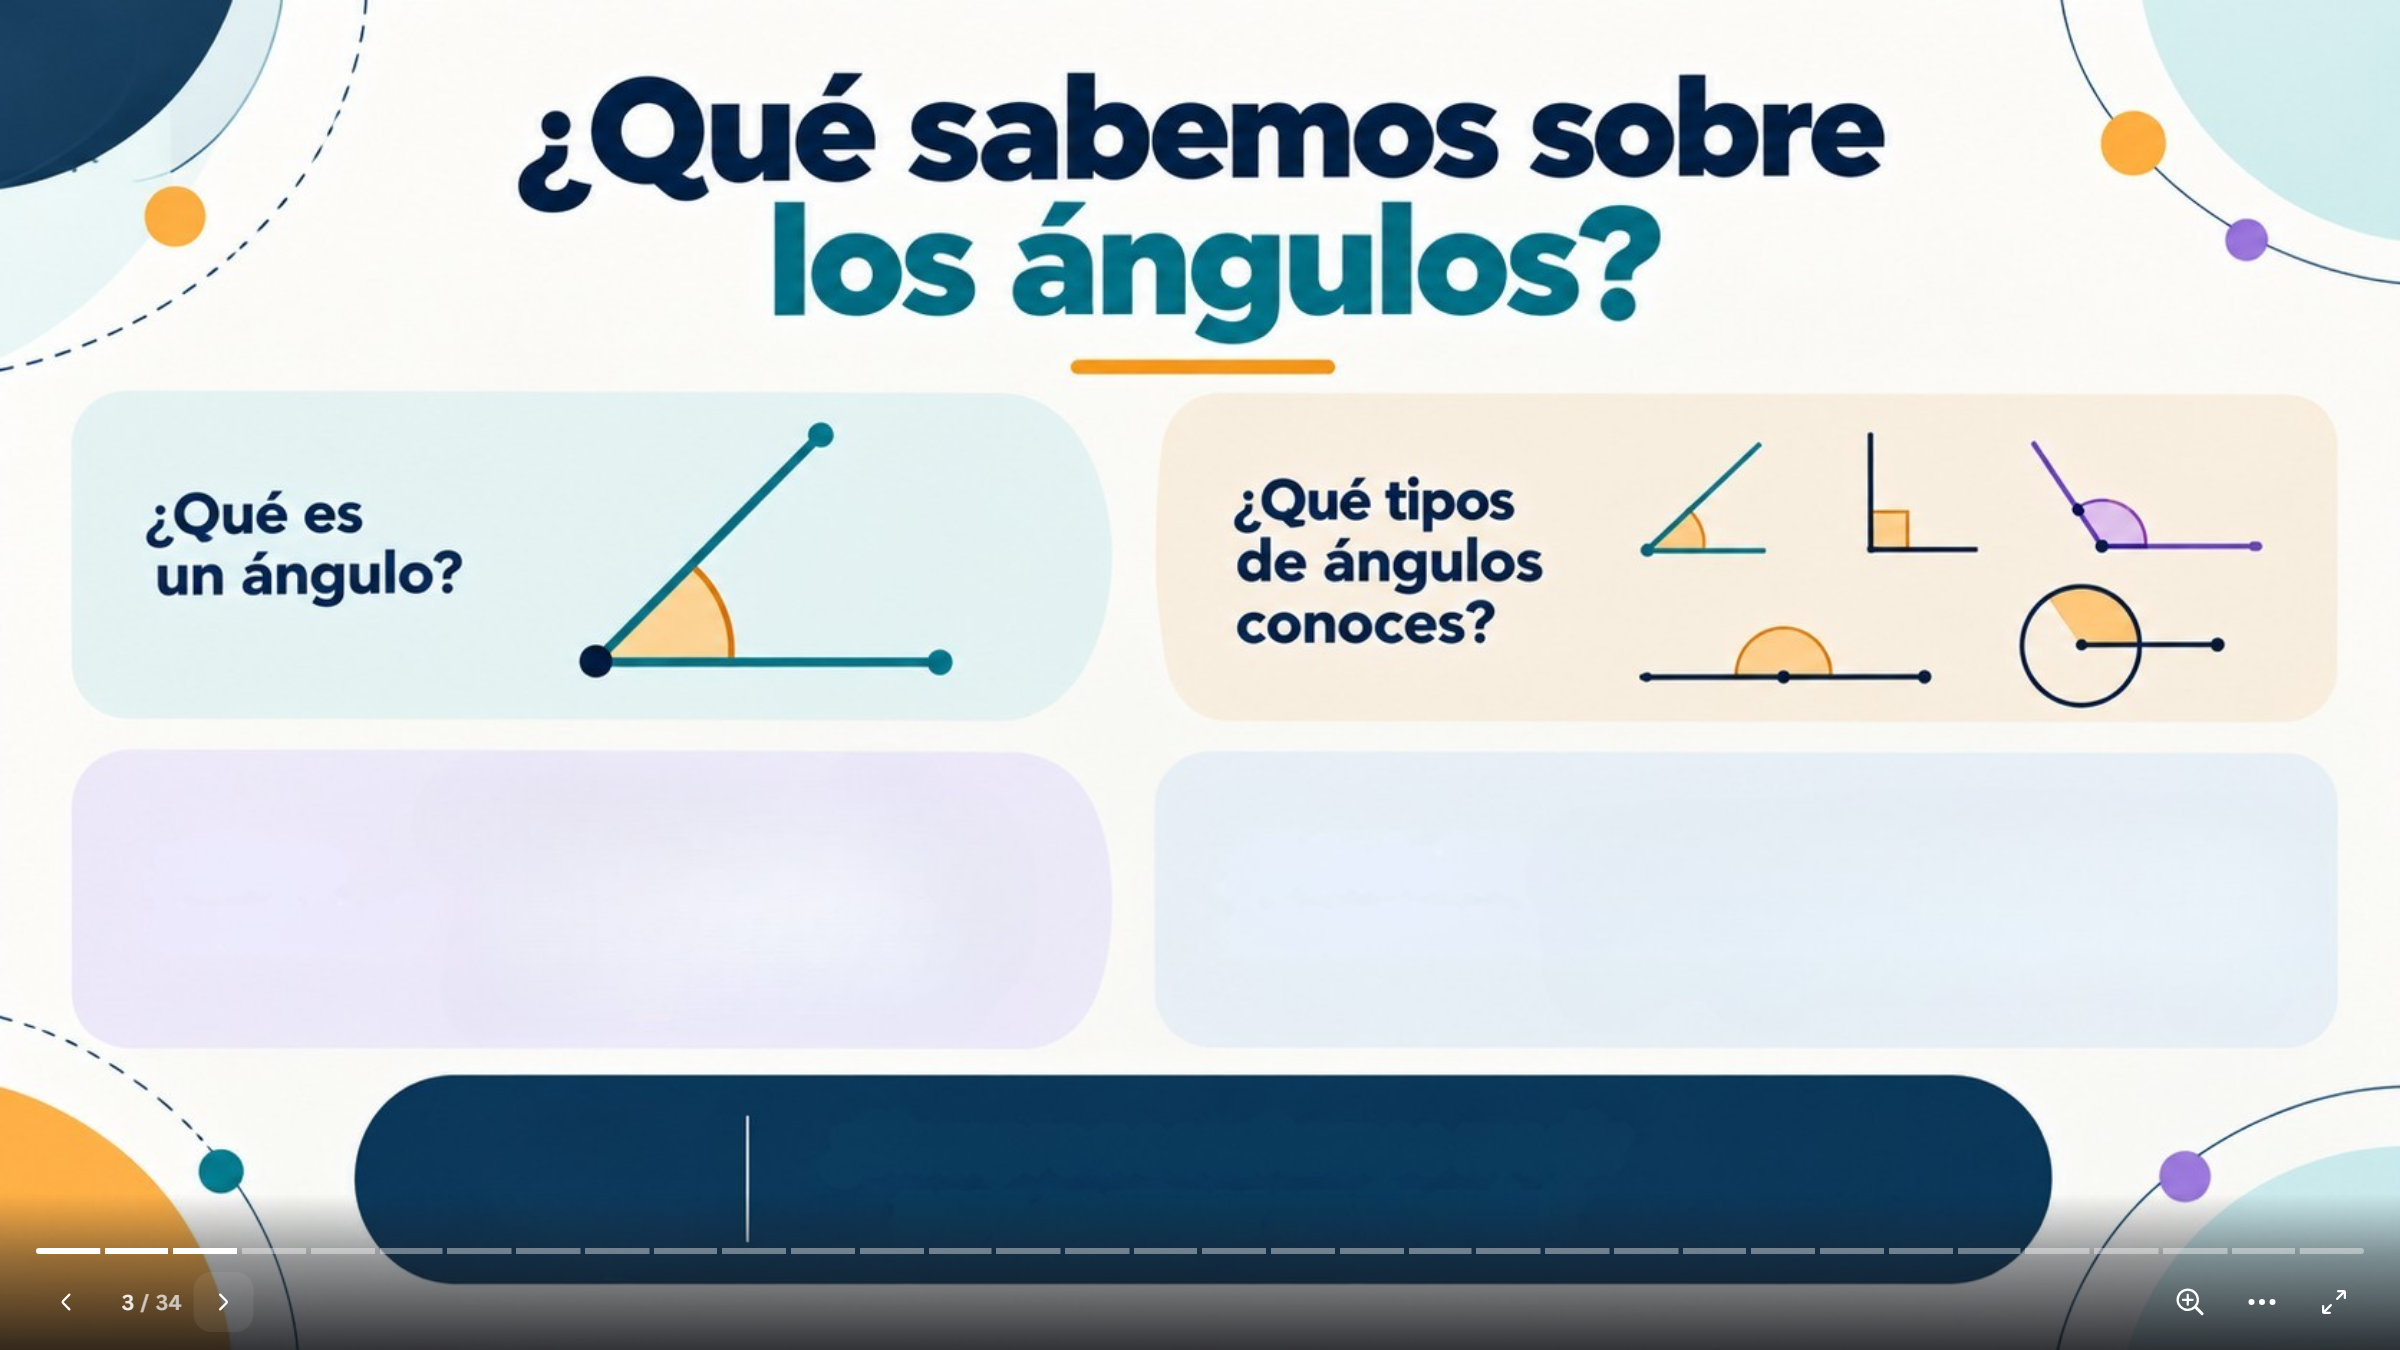 ¿Qué sabemos sobre
los ángulos?
¿Qué es
un ángulo?
¿Qué tipos
de ángulos
conoces?
3 / 34